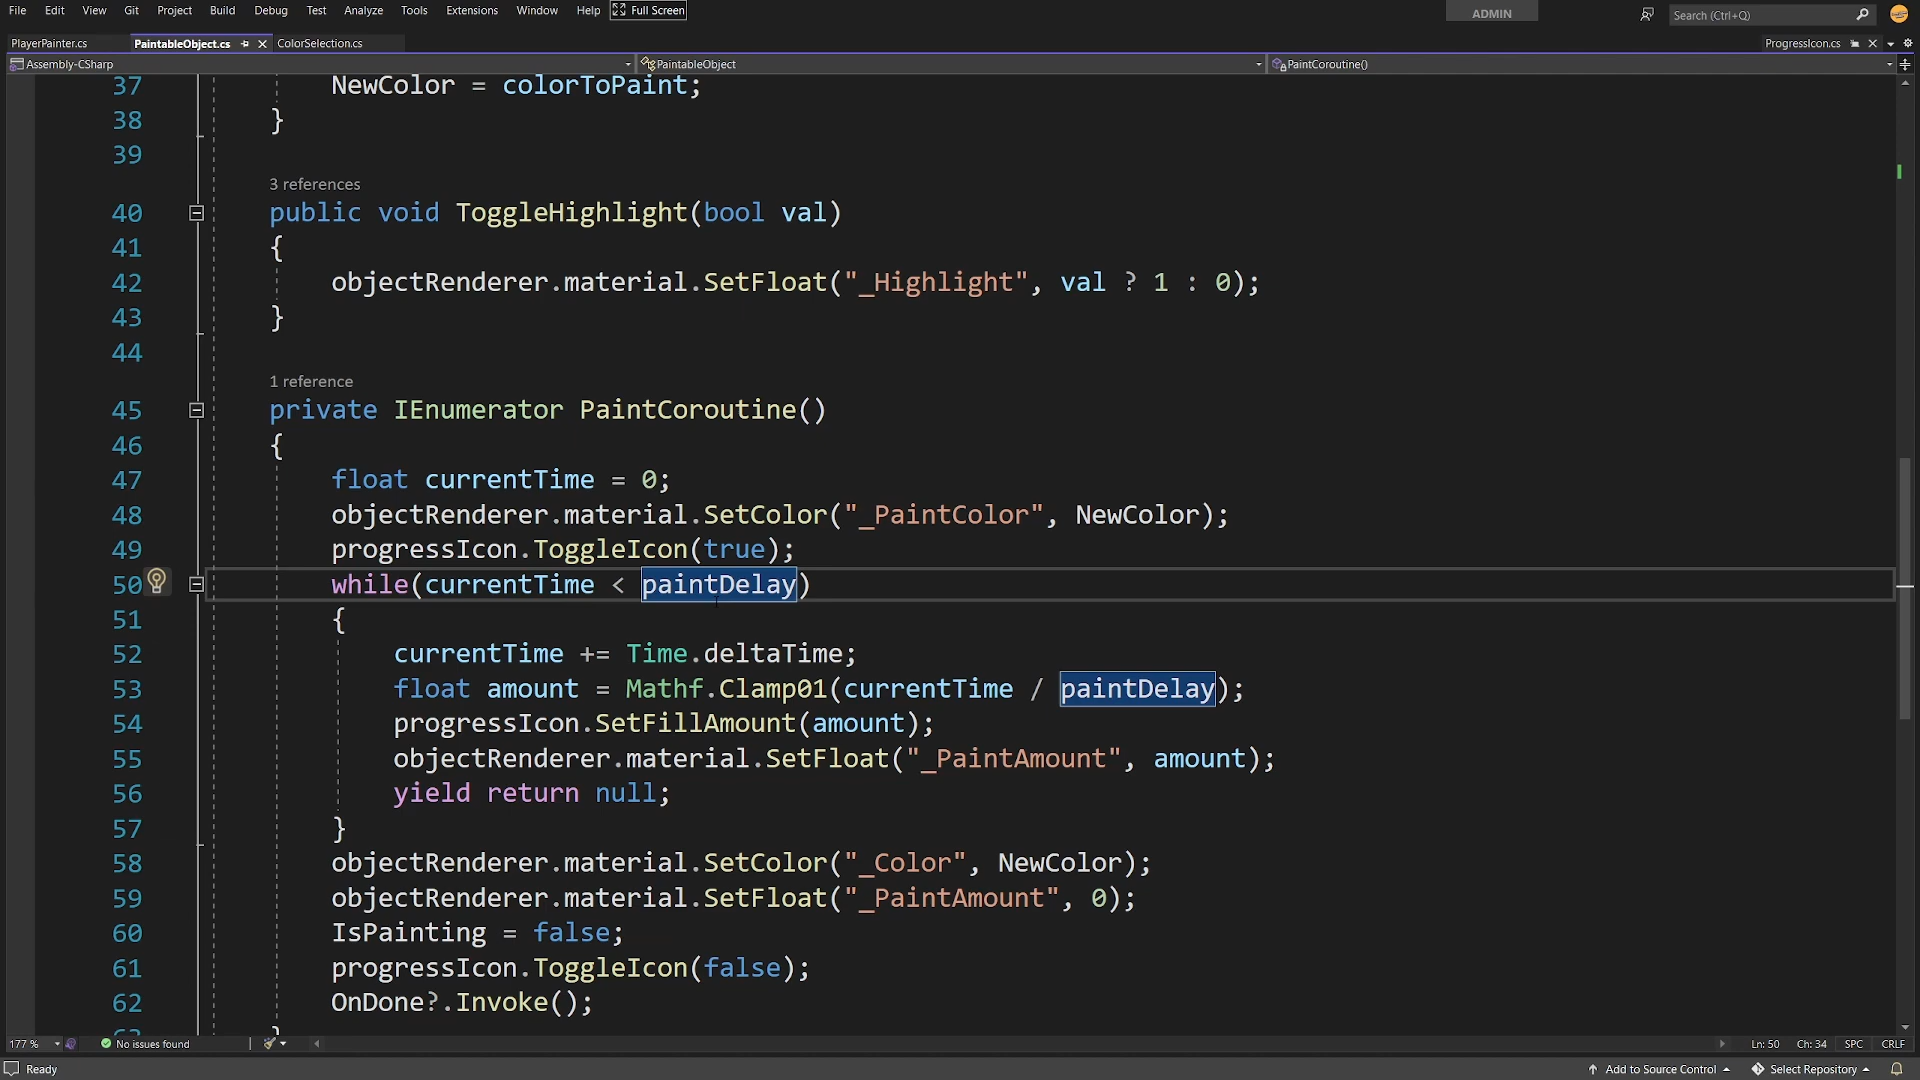 File Edit View Git Project Build Debug Test Analyze Tools Extensions Window Help Full Screen ADMIN Search (Ctrl+Q)
PlayerPainter.cs PaintableObject.cs ColorSelection.cs ProgressIcon.cs
Assembly-CSharp PaintableObject PaintCoroutine()
37 NewColor = colorToPaint;
38 }
39
3 references
40 public void ToggleHighlight(bool val)
41 {
42 objectRenderer.material.SetFloat("_Highlight", val ? 1 : 0);
43 }
44
1 reference
45 private IEnumerator PaintCoroutine()
46 {
47 float currentTime = 0;
48 objectRenderer.material.SetColor("_PaintColor", NewColor);
49 progressIcon.ToggleIcon(true);
50 while(currentTime < paintDelay)
51 {
52 currentTime += Time.deltaTime;
53 float amount = Mathf.Clamp01(currentTime / paintDelay);
54 progressIcon.SetFillAmount(amount);
55 objectRenderer.material.SetFloat("_PaintAmount", amount);
56 yield return null;
57 }
58 objectRenderer.material.SetColor("_Color", NewColor);
59 objectRenderer.material.SetFloat("_PaintAmount", 0);
60 IsPainting = false;
61 progressIcon.ToggleIcon(false);
62 OnDone?.Invoke();
63 }
177 % No issues found Ln: 50 Ch: 34 SPC CRLF
Ready Add to Source Control Select Repository